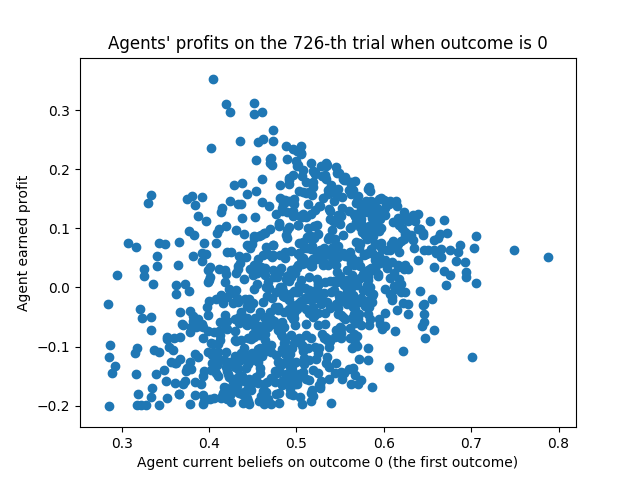 Agents' profits on the 726-th trial when outcome is 0
Agent earned profit
0.3
0.2
0.1
0.0
−0.1
−0.2
0.3 0.4 0.5 0.6 0.7 0.8
Agent current beliefs on outcome 0 (the first outcome)